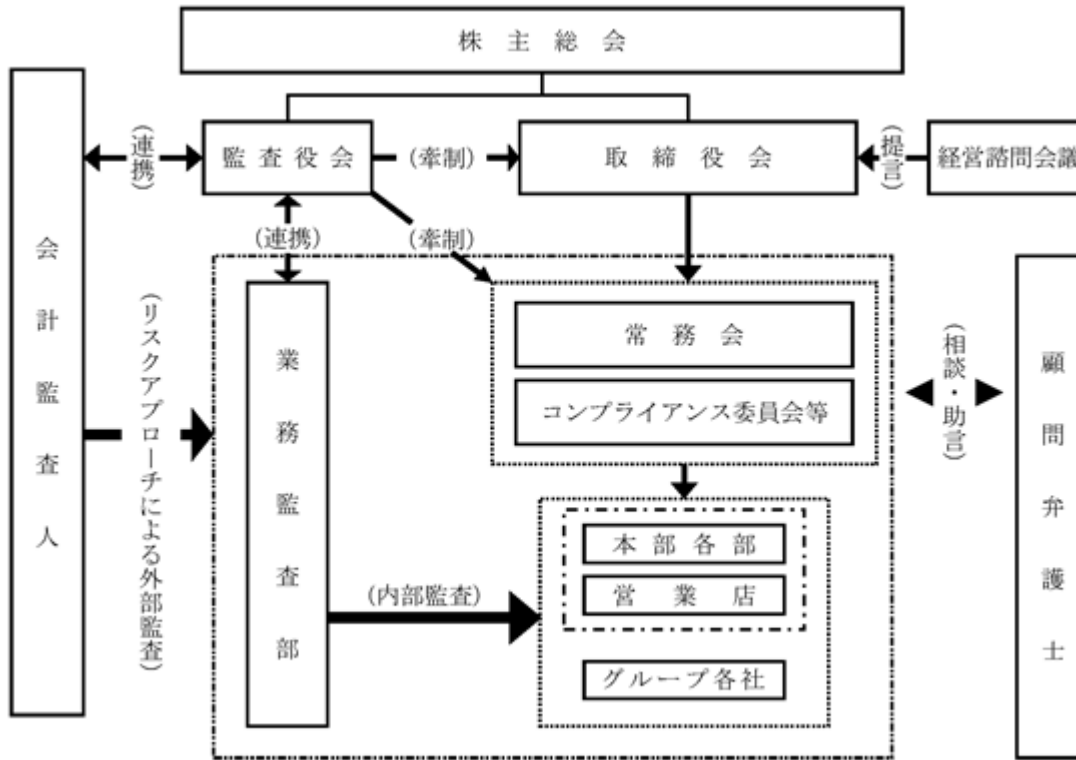 株主総会
(連携)
監査役会
(牽制)
取締役会
(提言)
経営諮問会議
(連携)
(牽制)
会計監査人
(リスクアプローチによる外部監査)
業務監査部
常務会
コンプライアンス委員会等
(相談・助言)
顧問弁護士
本部各部
営業店
(内部監査)
グループ各社